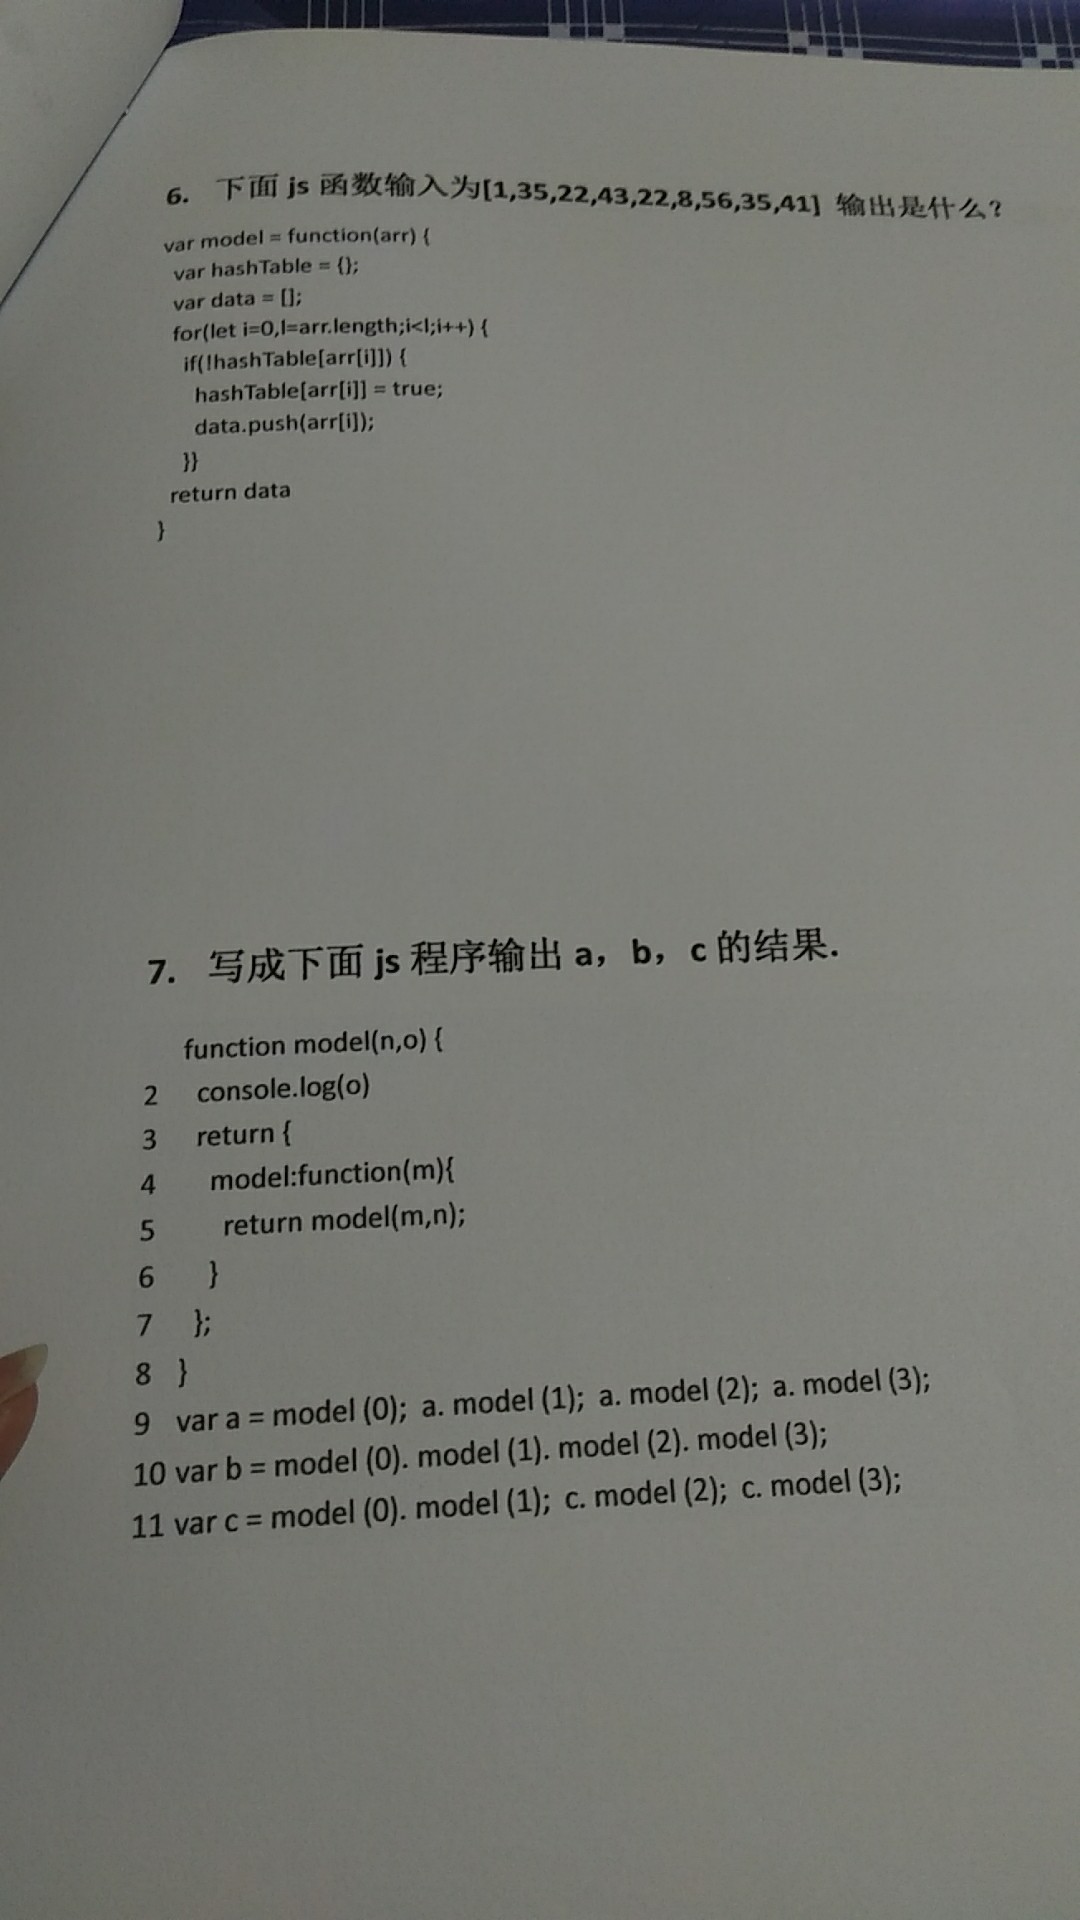 6. 下面 js 函数输入为[1,35,22,43,22,8,56,35,41] 输出是什么?
var model = function(arr) {
var hashTable = {};
var data = [];
for(let i=0,l=arr.length;i<l;i++) {
if(!hashTable[arr[i]]) {
hashTable[arr[i]] = true;
data.push(arr[i]);
}}
return data
}
7. 写成下面 js 程序输出 a，b，c 的结果.
function model(n,o) {
2 console.log(o)
3 return {
4 model:function(m){
5 return model(m,n);
6 }
7 };
8 }
9 var a = model (0); a. model (1); a. model (2); a. model (3);
10 var b = model (0). model (1). model (2). model (3);
11 var c = model (0). model (1); c. model (2); c. model (3);